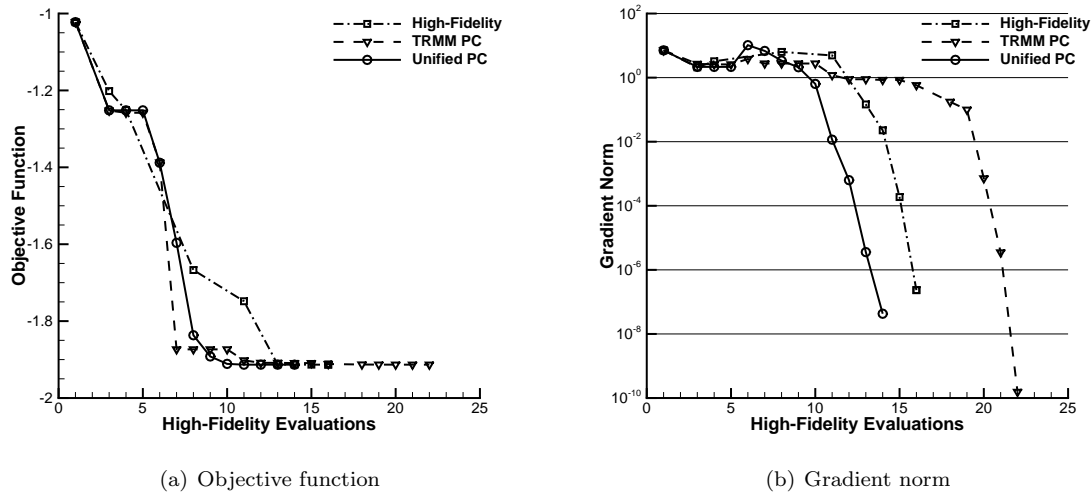 High-Fidelity
TRMM PC
Unified PC
Objective Function
-1
-1.2
-1.4
-1.6
-1.8
-2
0 5 10 15 20 25
High-Fidelity Evaluations
(a) Objective function
High-Fidelity
TRMM PC
Unified PC
Gradient Norm
10^2
10^0
10^-2
10^-4
10^-6
10^-8
10^-10
0 5 10 15 20 25
High-Fidelity Evaluations
(b) Gradient norm